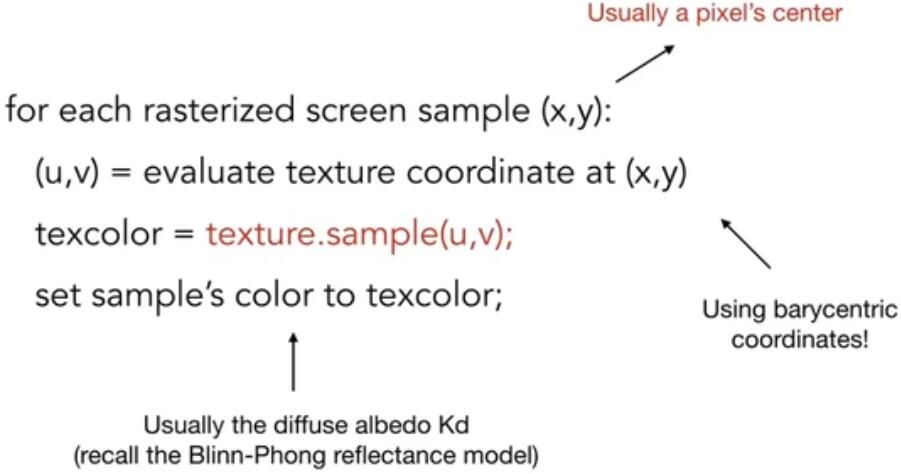 Usually a pixel's center
for each rasterized screen sample (x,y):
(u,v) = evaluate texture coordinate at (x,y)
texcolor = texture.sample(u,v);
set sample's color to texcolor;
Using barycentric
coordinates!
Usually the diffuse albedo Kd
(recall the Blinn-Phong reflectance model)